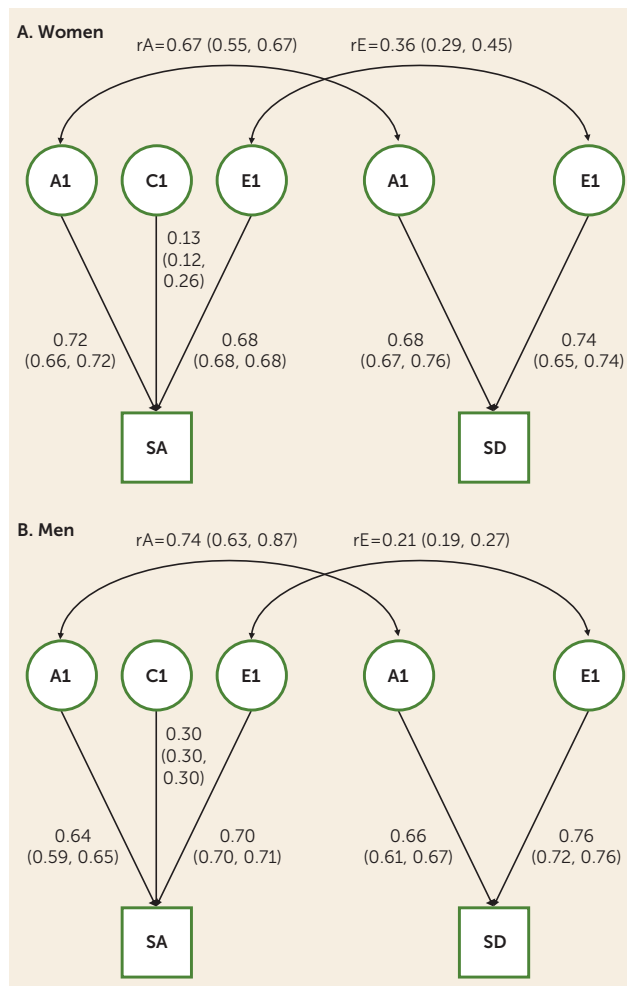 A. Women
rA=0.67 (0.55, 0.67) rE=0.36 (0.29, 0.45)
A1 C1 E1 A1 E1
0.13
(0.12,
0.26)
0.72 0.68 0.68 0.74
(0.66, 0.72) (0.68, 0.68) (0.67, 0.76) (0.65, 0.74)
SA SD
B. Men
rA=0.74 (0.63, 0.87) rE=0.21 (0.19, 0.27)
A1 C1 E1 A1 E1
0.30
(0.30,
0.30)
0.64 0.70 0.66 0.76
(0.59, 0.65) (0.70, 0.71) (0.61, 0.67) (0.72, 0.76)
SA SD